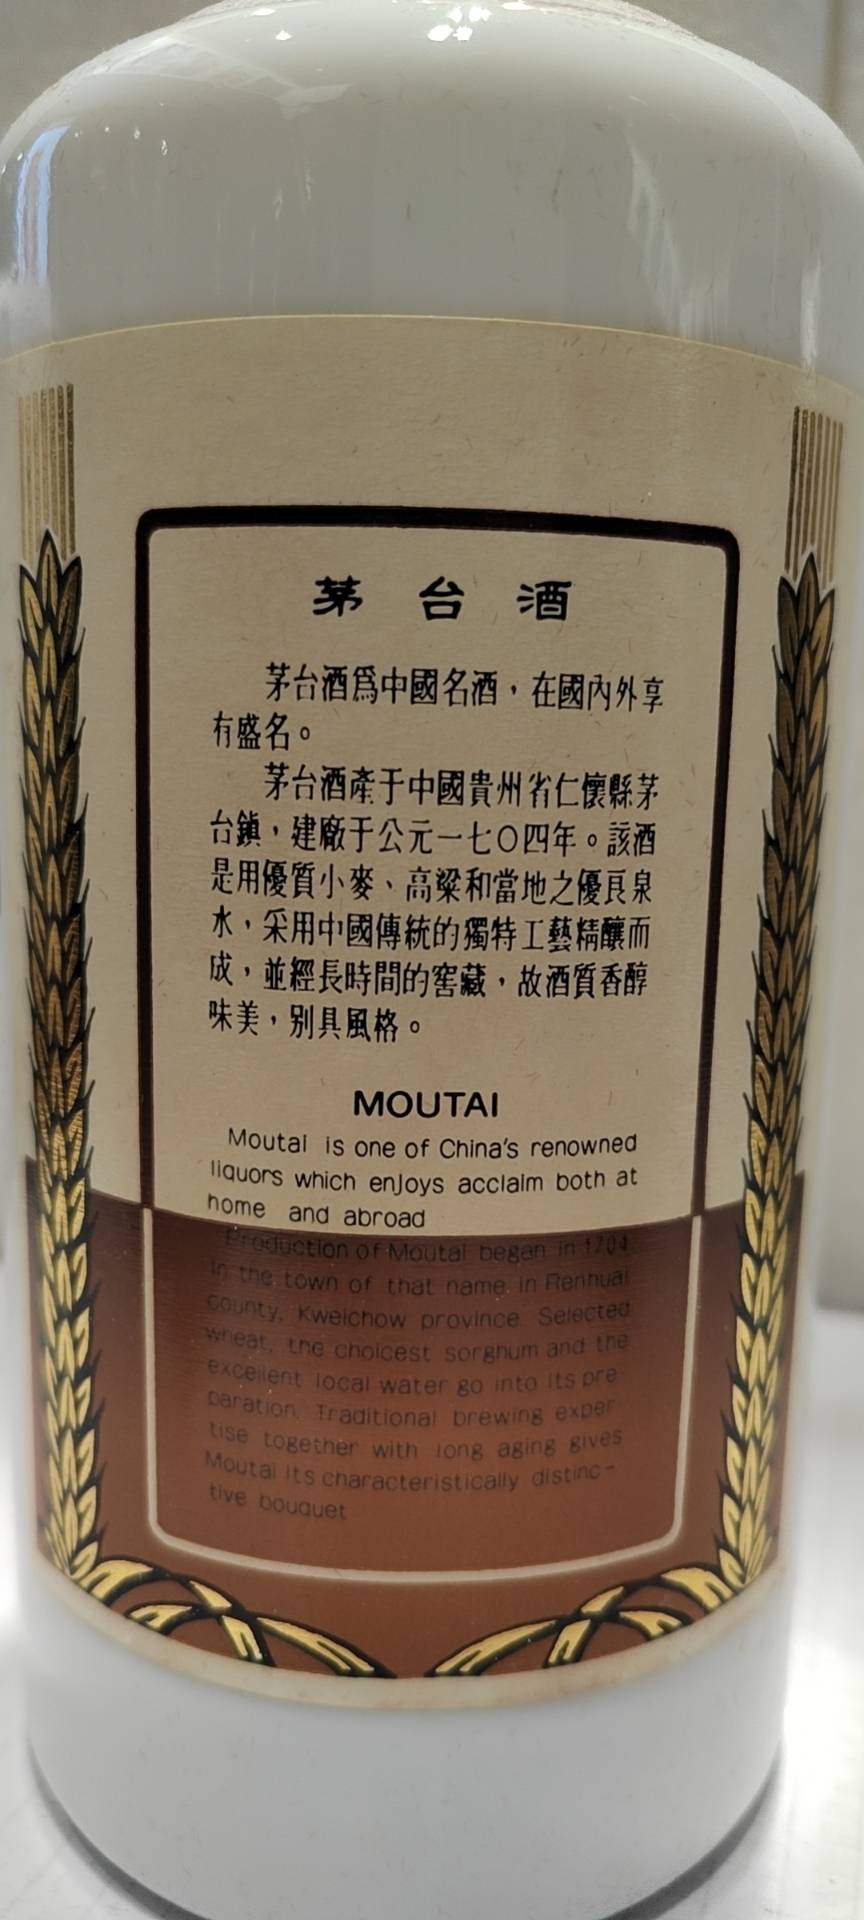 茅台酒
茅台酒爲中國名酒，在國內外享
有盛名。
茅台酒產于中國貴州省仁懷縣茅
台鎮，建廠于公元一七〇四年。該酒
是用優質小麥、高粱和當地之優良泉
水，采用中國傳統的獨特工藝精釀而
成，並經長時間的窖藏，故酒質香醇
味美，别具風格。
MOUTAI
Moutai is one of China's renowned
liquors which enjoys acclaim both at
home and abroad
Production of Moutai began in 1704
in the town of that name in Renhuai
county, Kweichow province. Selected
wheat, the choicest sorghum and the
excellent local water go into its pre-
paration. Traditional brewing exper-
tise together with long aging gives
Moutai its characteristically distinc-
tive bouquet